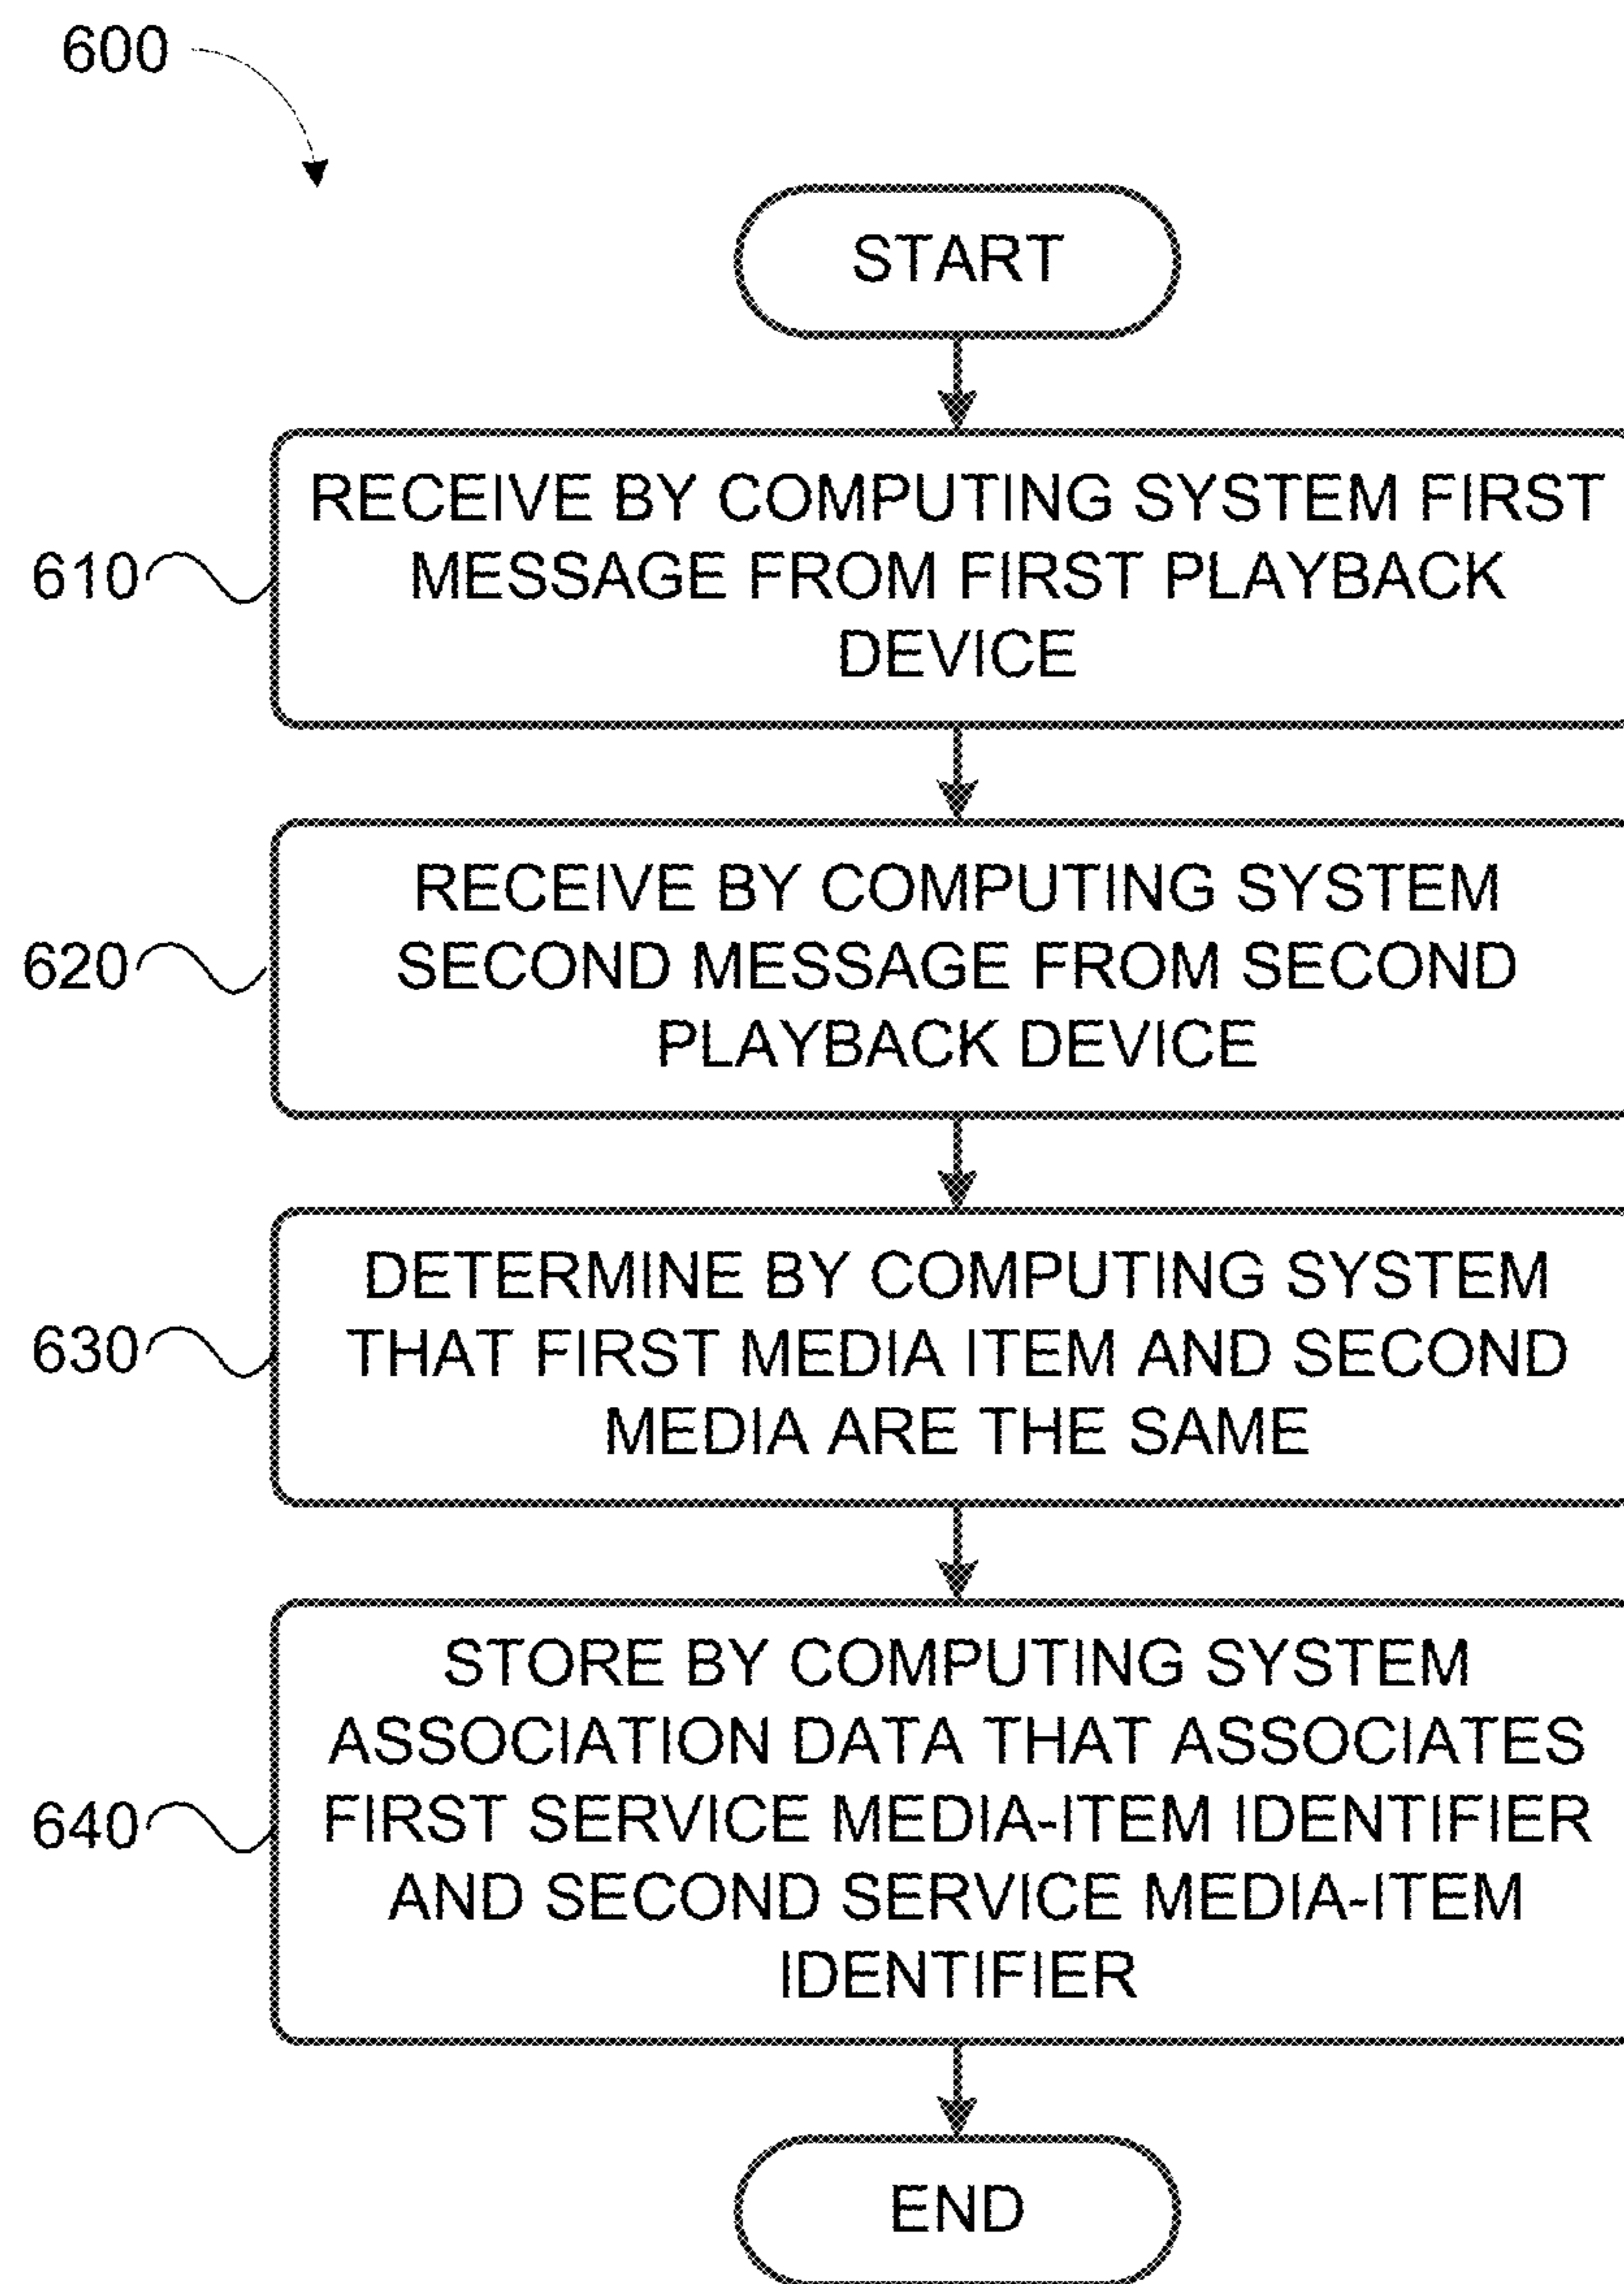 600
START
610
RECEIVE BY COMPUTING SYSTEM FIRST
MESSAGE FROM FIRST PLAYBACK
DEVICE
620
RECEIVE BY COMPUTING SYSTEM
SECOND MESSAGE FROM SECOND
PLAYBACK DEVICE
630
DETERMINE BY COMPUTING SYSTEM
THAT FIRST MEDIA ITEM AND SECOND
MEDIA ARE THE SAME
640
STORE BY COMPUTING SYSTEM
ASSOCIATION DATA THAT ASSOCIATES
FIRST SERVICE MEDIA-ITEM IDENTIFIER
AND SECOND SERVICE MEDIA-ITEM
IDENTIFIER
END